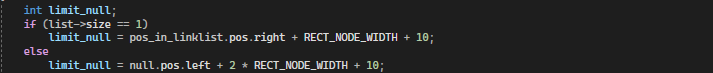 int limit_null;
if (list->size == 1)
limit_null = pos_in_linklist.pos.right + RECT_NODE_WIDTH + 10;
else
limit_null = null.pos.left + 2 * RECT_NODE_WIDTH + 10;